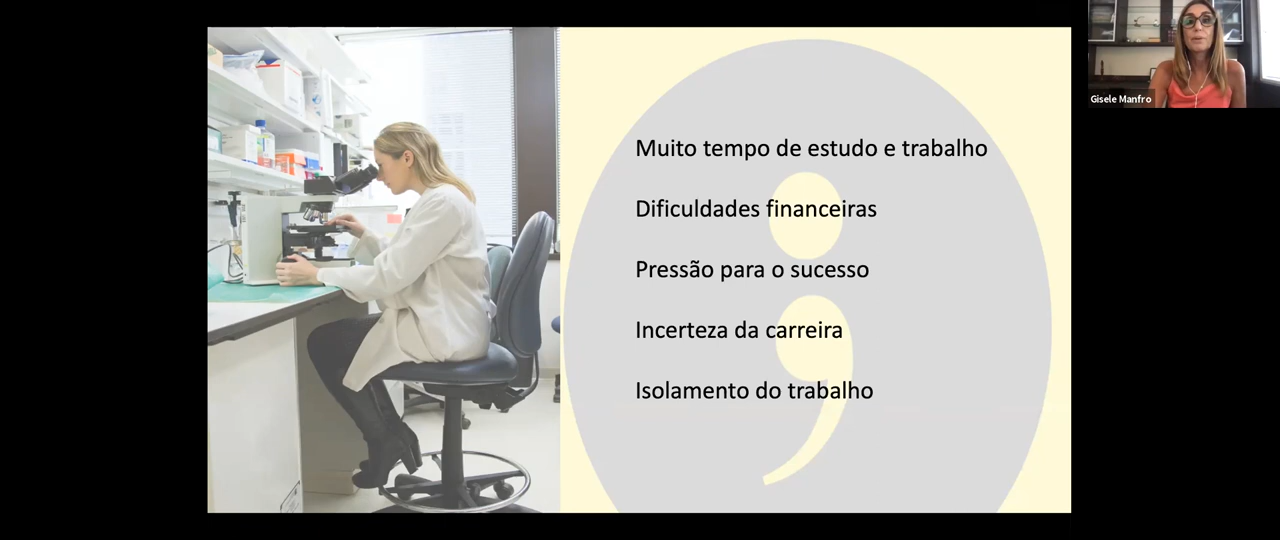 Muito tempo de estudo e trabalho
Dificuldades financeiras
Pressão para o sucesso
Incerteza da carreira
Isolamento do trabalho
Gisele Manfro